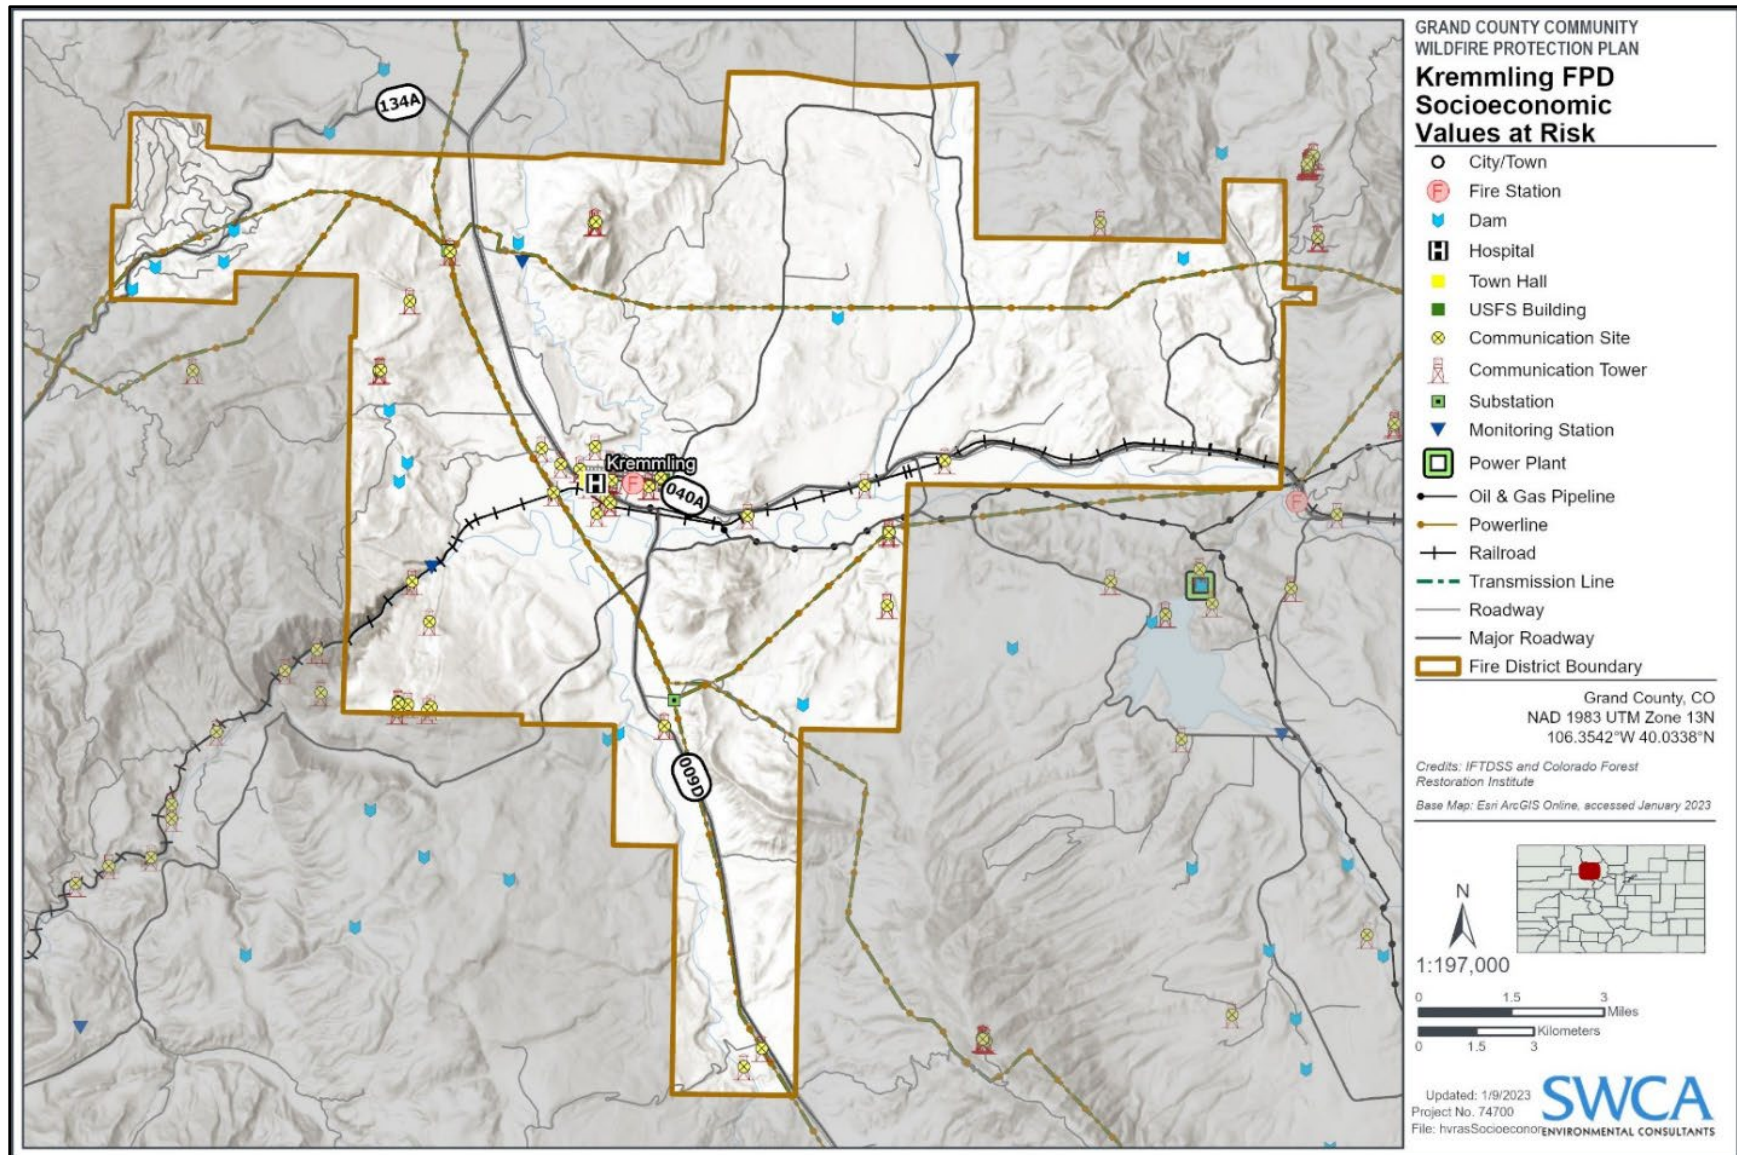 GRAND COUNTY COMMUNITY
WILDFIRE PROTECTION PLAN
Kremmling FPD
Socioeconomic
Values at Risk
City/Town
F Fire Station
Dam
H Hospital
Town Hall
USFS Building
Communication Site
Communication Tower
Substation
Monitoring Station
Power Plant
Oil & Gas Pipeline
Powerline
Railroad
Transmission Line
Roadway
Major Roadway
Fire District Boundary
Grand County, CO
NAD 1983 UTM Zone 13N
106.3542°W 40.0338°N
Credits: IFTDSS and Colorado Forest
Restoration Institute
Base Map: Esri ArcGIS Online, accessed January 2023
N
1:197,000
0 1.5 3
Miles
Kilometers
0 1.5 3
Updated: 1/9/2023
Project No. 74700
File: hvrasSocioeconor
SWCA
ENVIRONMENTAL CONSULTANTS
134A
Kremmling
H
F
040A
F
009D